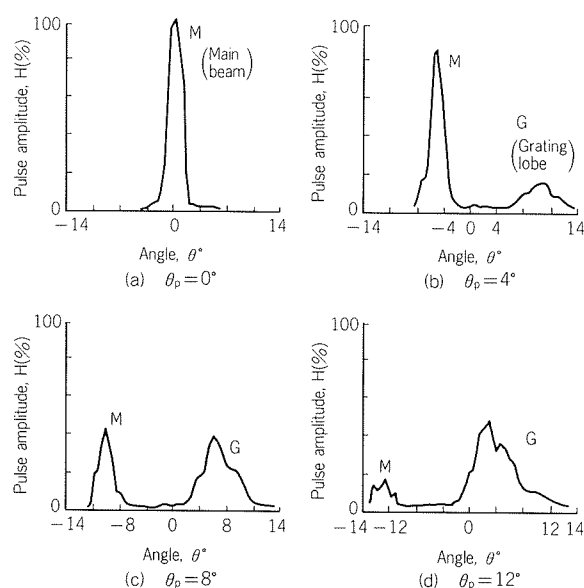 100
Pulse amplitude, H(%)
0
M
(Main
beam)
−14 0 14
Angle, θ°
(a) θp=0°
100
Pulse amplitude, H(%)
0
M
G
(Grating
lobe)
−14 −4 0 4 14
Angle, θ°
(b) θp=4°
100
Pulse amplitude, H(%)
0
M
G
−14 −8 0 8 14
Angle, θ°
(c) θp=8°
100
Pulse amplitude, H(%)
0
M
G
−14 −12 0 12 14
Angle, θ°
(d) θp=12°